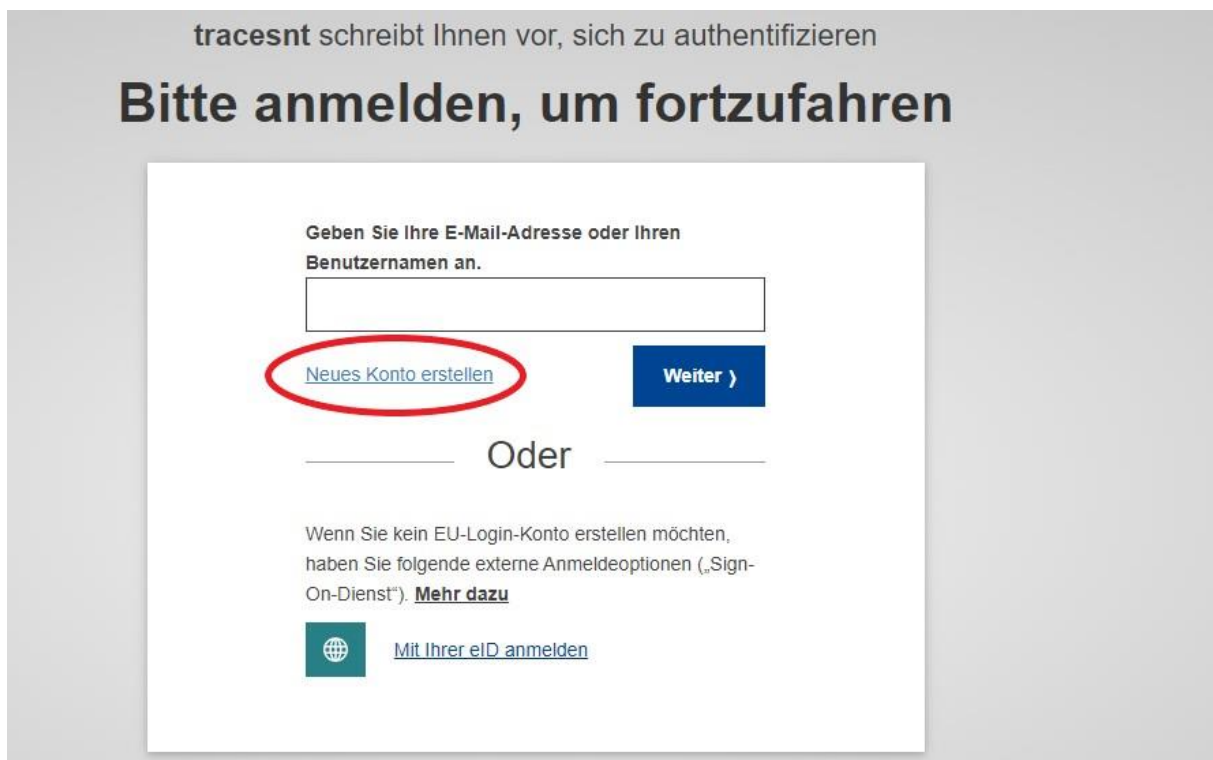 tracesnt schreibt Ihnen vor, sich zu authentifizieren
Bitte anmelden, um fortzufahren
Geben Sie Ihre E-Mail-Adresse oder Ihren
Benutzernamen an.
Neues Konto erstellen
Weiter ⟩
Oder
Wenn Sie kein EU-Login-Konto erstellen möchten,
haben Sie folgende externe Anmeldeoptionen („Sign-
On-Dienst“). Mehr dazu
Mit Ihrer eID anmelden